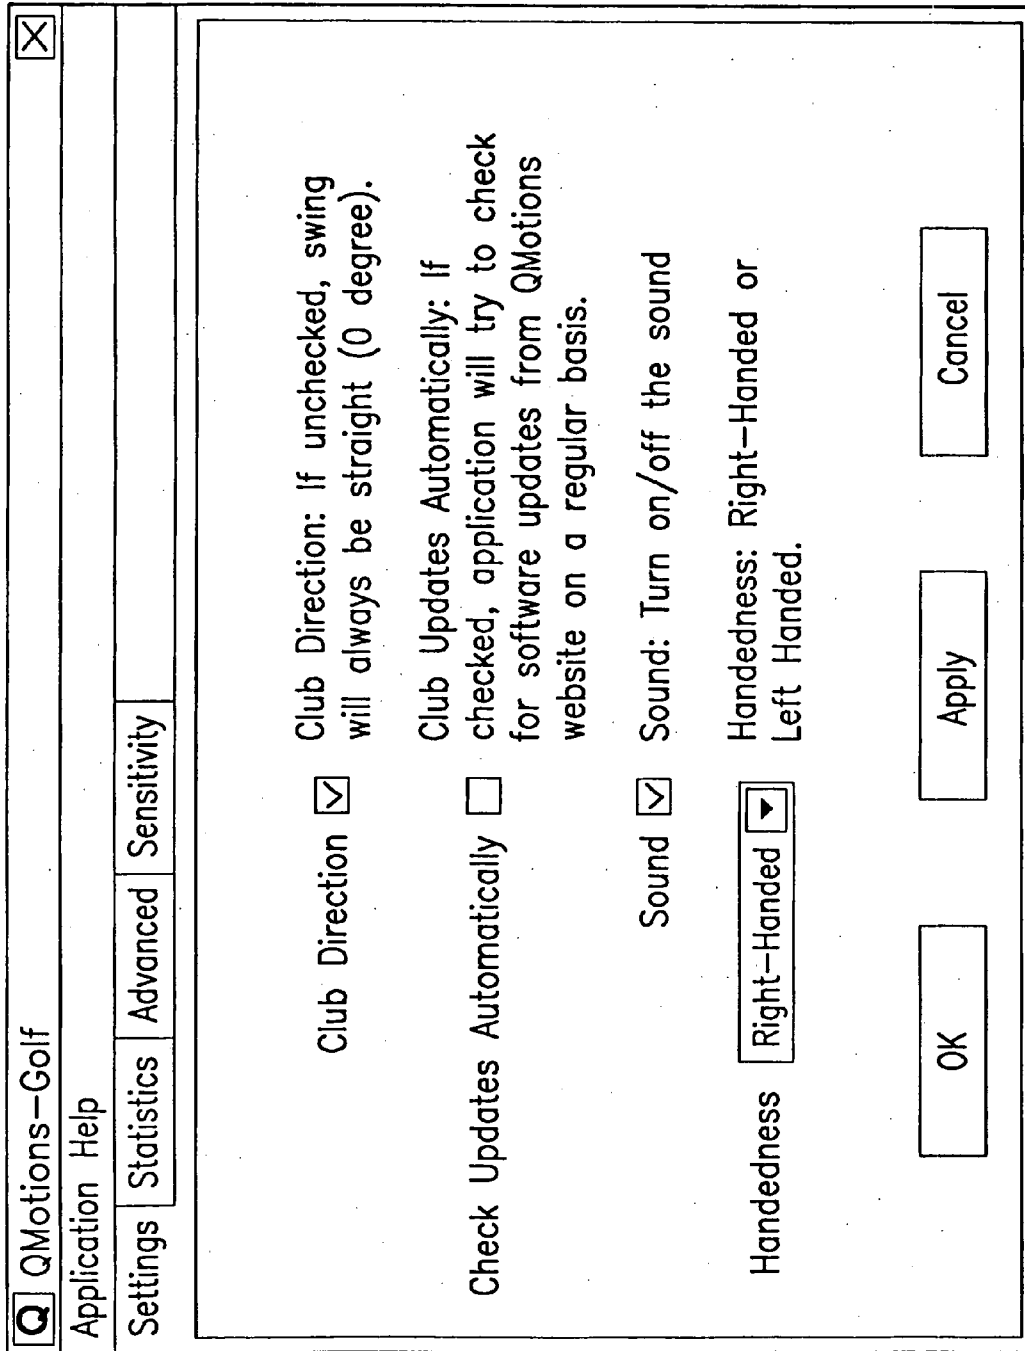 Q QMotions-Golf
Application Help
Settings Statistics Advanced Sensitivity
Club Direction
Club Direction: If unchecked, swing
will always be straight (0 degree).
Check Updates Automatically
Club Updates Automatically: If
checked, application will try to check
for software updates from QMotions
website on a regular basis.
Sound
Sound: Turn on/off the sound
Handedness Right-Handed
Handedness: Right-Handed or
Left Handed.
OK Apply Cancel